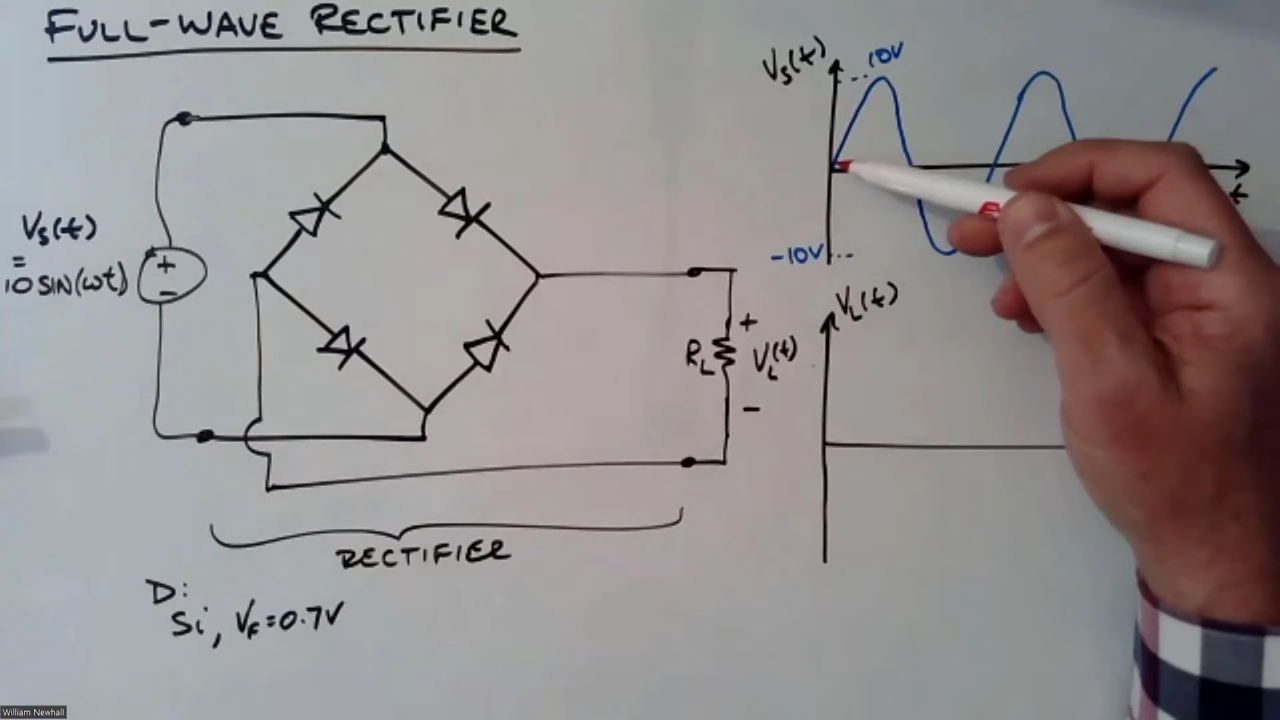 FULL-WAVE RECTIFIER
Vs(t)
=
10 SIN(ωt)
+
-
RL
+
VL(t)
-
RECTIFIER
D:
Si, VF=0.7V
Vs(t)
10V
-10V
t
VL(t)
William Newhall